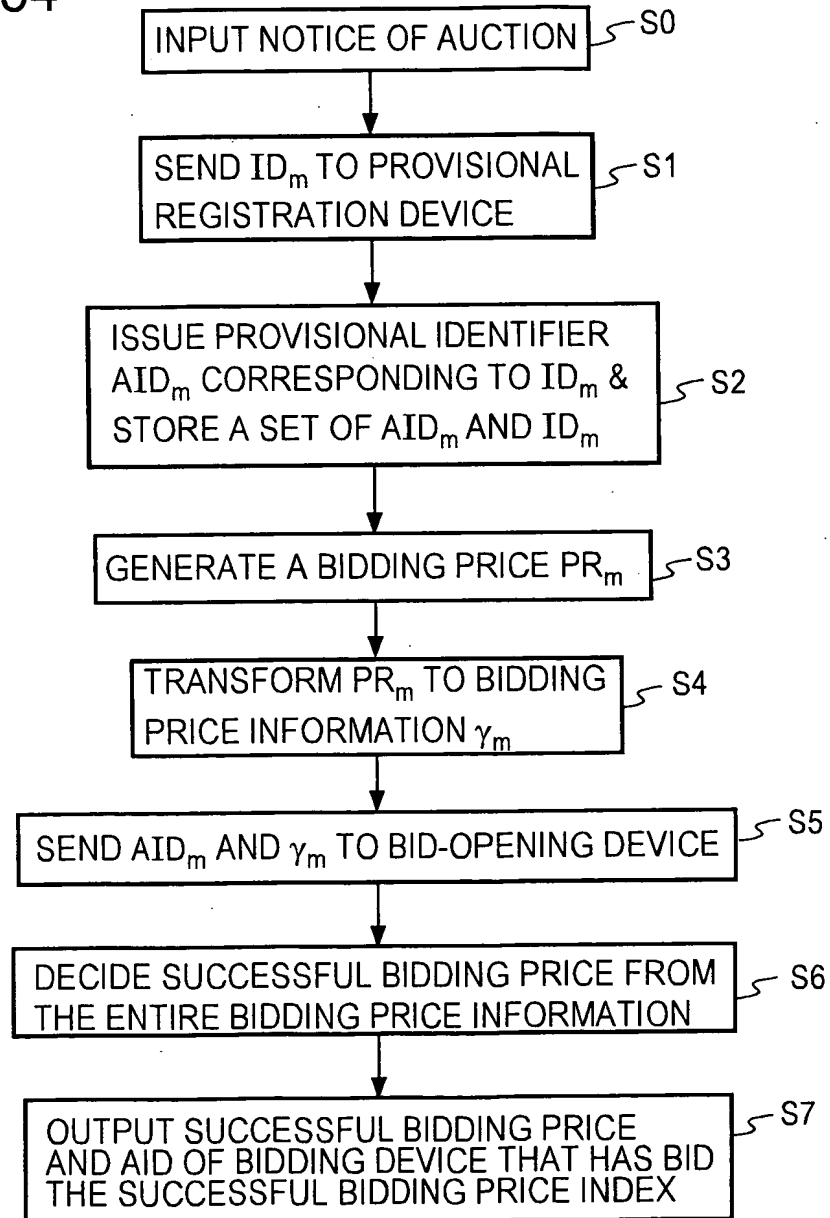 INPUT NOTICE OF AUCTION
S0
SEND IDm TO PROVISIONAL
REGISTRATION DEVICE
S1
ISSUE PROVISIONAL IDENTIFIER
AIDm CORRESPONDING TO IDm &
STORE A SET OF AIDm AND IDm
S2
GENERATE A BIDDING PRICE PRm
S3
TRANSFORM PRm TO BIDDING
PRICE INFORMATION γm
S4
SEND AIDm AND γm TO BID-OPENING DEVICE
S5
DECIDE SUCCESSFUL BIDDING PRICE FROM
THE ENTIRE BIDDING PRICE INFORMATION
S6
OUTPUT SUCCESSFUL BIDDING PRICE
AND AID OF BIDDING DEVICE THAT HAS BID
THE SUCCESSFUL BIDDING PRICE INDEX
S7